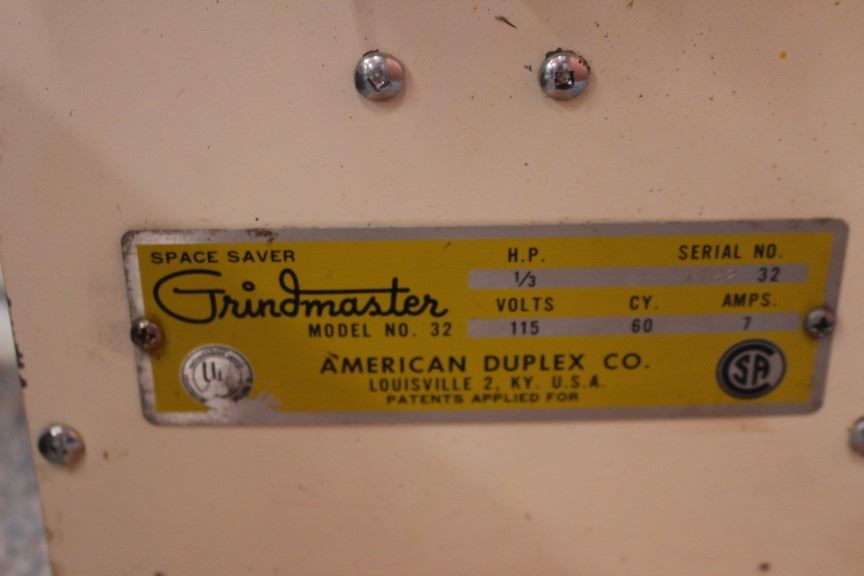 SPACE SAVER
Grindmaster
MODEL NO. 32
H.P. SERIAL NO.
1/3 32
VOLTS CY. AMPS.
115 60 7
UL
AMERICAN DUPLEX CO.
SA
LOUISVILLE 2, KY. U.S.A.
PATENTS APPLIED FOR